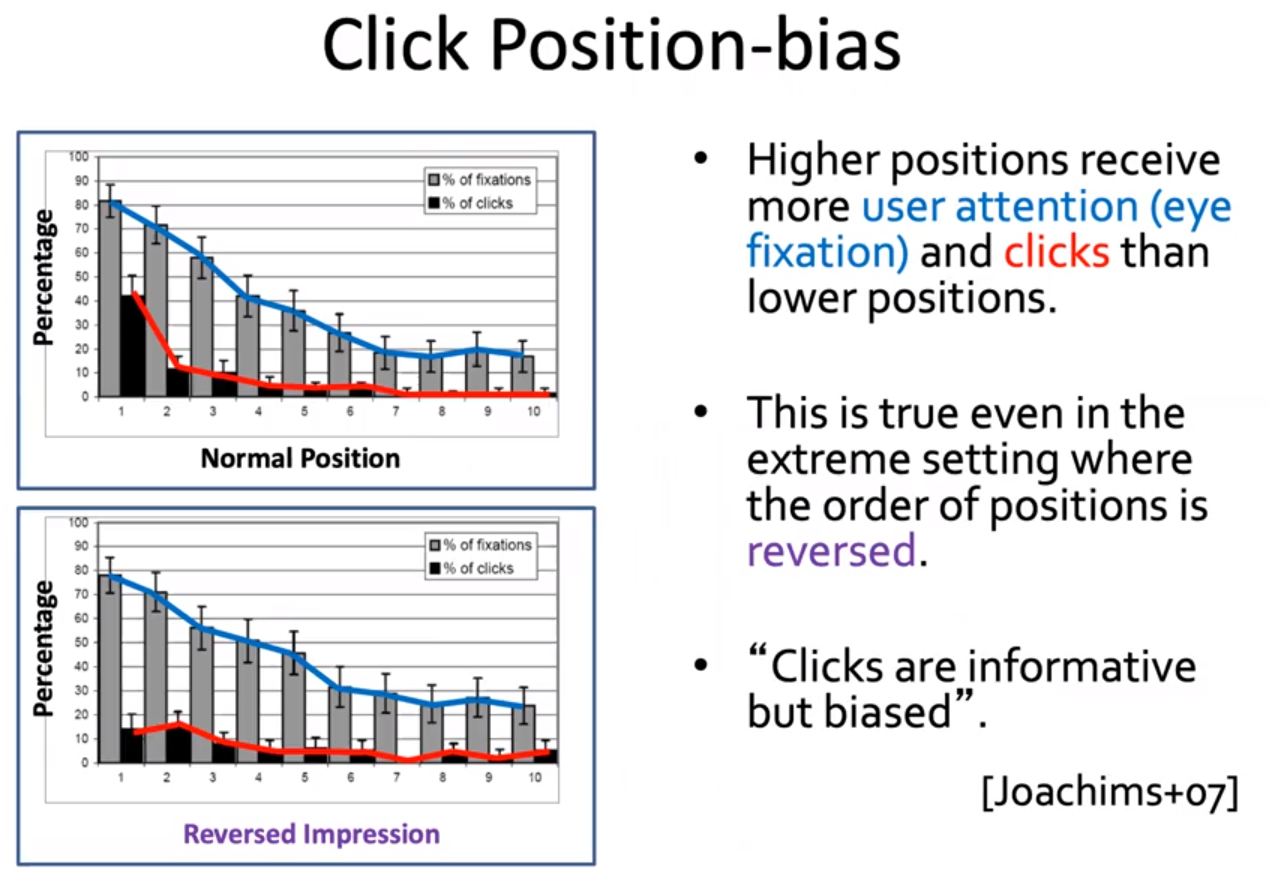 Click Position-bias
100
90
80
70
60
50
40
30
20
10
0
Percentage
% of fixations
% of clicks
1 2 3 4 5 6 7 8 9 10
Normal Position
100
90
80
70
60
50
40
30
20
10
0
Percentage
% of fixations
% of clicks
1 2 3 4 5 6 7 8 9 10
Reversed Impression
• Higher positions receive
more user attention (eye
fixation) and clicks than
lower positions.
• This is true even in the
extreme setting where
the order of positions is
reversed.
• “Clicks are informative
but biased”.
[Joachims+07]